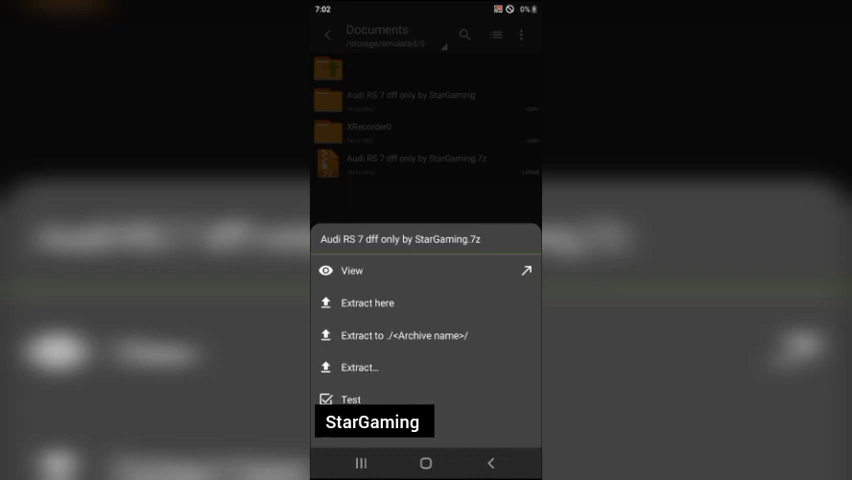 7:02
0%
Documents
/storage/emulated/0
Audi RS 7 dff only by StarGaming
XRecorder0
Audi RS 7 dff only by StarGaming.7z
Audi RS 7 dff only by StarGaming.7z
View
Extract here
Extract to ./<Archive name>/
Extract...
Test
StarGaming